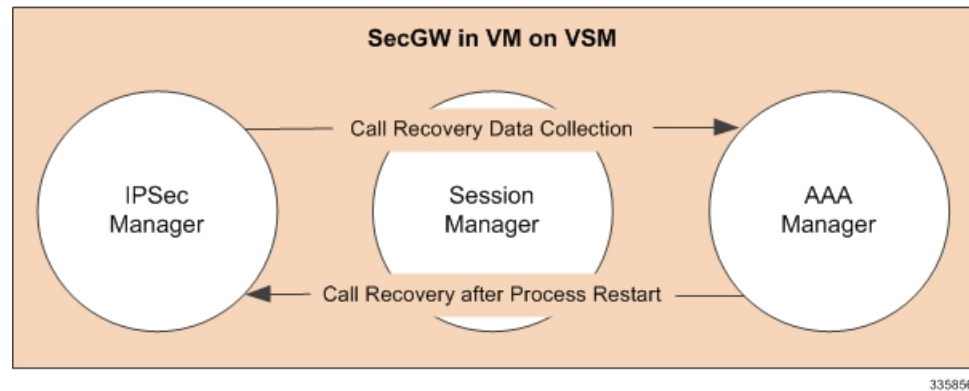 SecGW in VM on VSM
Call Recovery Data Collection
IPSec
Manager
Session
Manager
AAA
Manager
Call Recovery after Process Restart
335856